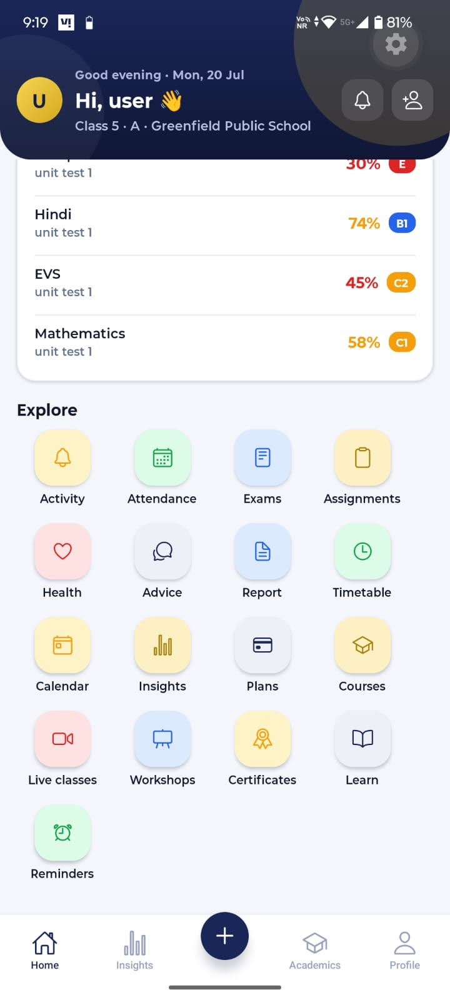 9:19
Vo NR
5G+
81%
Good evening · Mon, 20 Jul
U
Hi, user 👋
Class 5 · A · Greenfield Public School
30% E
unit test 1
Hindi
unit test 1
74% B1
EVS
unit test 1
45% C2
Mathematics
unit test 1
58% C1
Explore
Activity Attendance Exams Assignments
Health Advice Report Timetable
Calendar Insights Plans Courses
Live classes Workshops Certificates Learn
Reminders
Home Insights Academics Profile